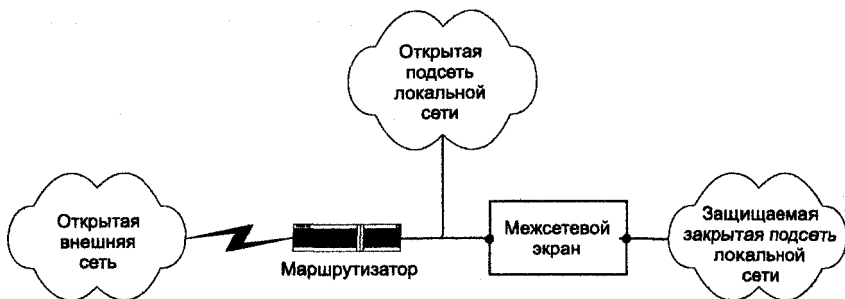 Открытая
подсеть
локальной
сети
Открытая
внешняя
сеть
Маршрутизатор
Межсетевой
экран
Защищаемая
закрытая подсеть
локальной
сети